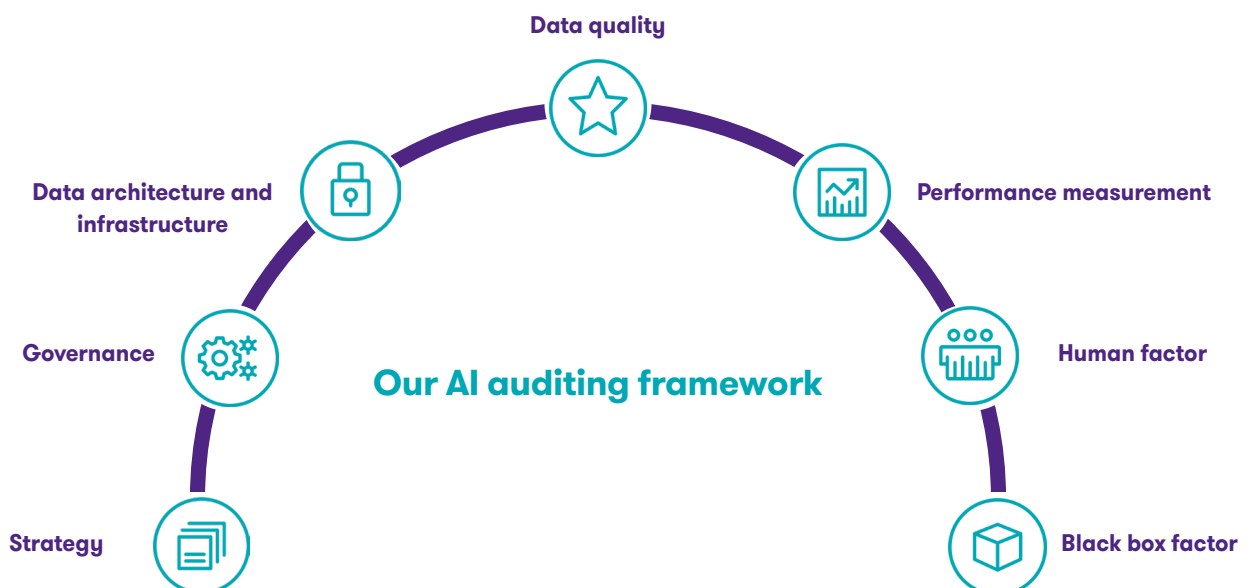 Data quality
Data architecture and
infrastructure
Performance measurement
Governance
Human factor
Our AI auditing framework
Strategy
Black box factor